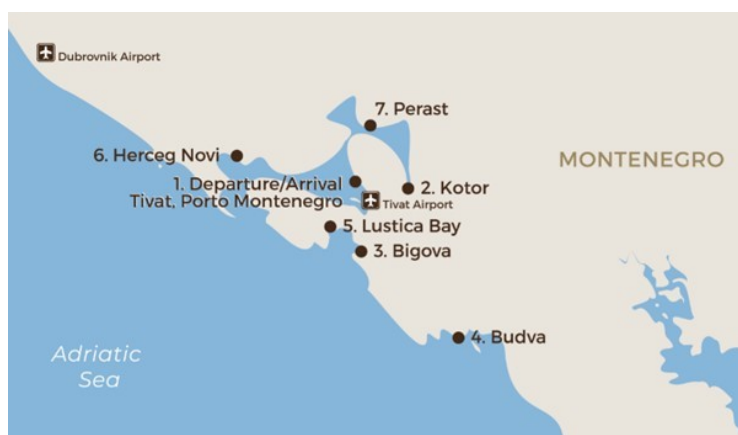 Dubrovnik Airport
7. Perast
6. Herceg Novi
MONTENEGRO
1. Departure/Arrival
Tivat, Porto Montenegro
2. Kotor
Tivat Airport
5. Lustica Bay
3. Bigova
4. Budva
Adriatic
Sea